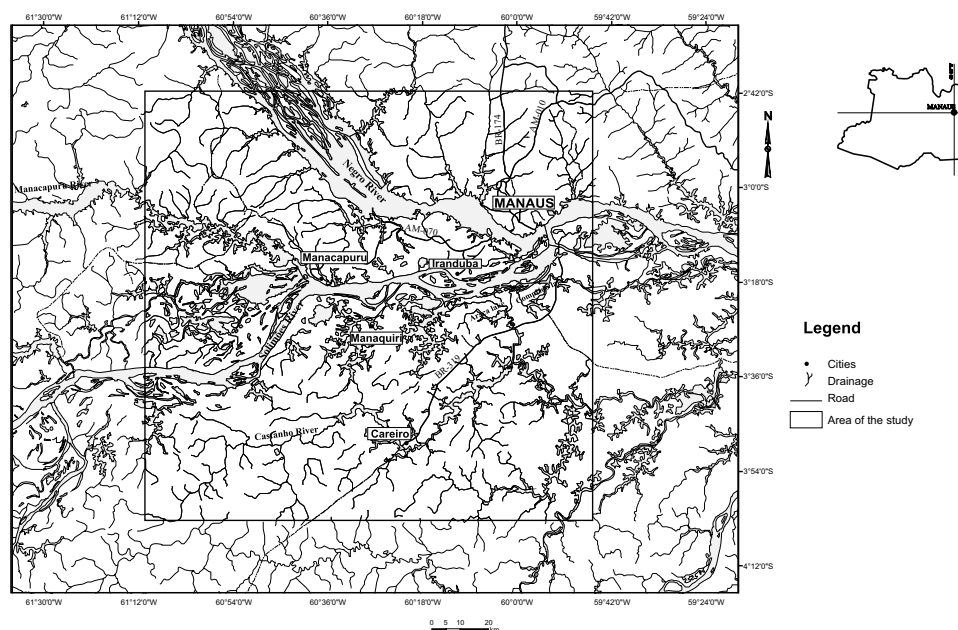 61°30'0"W 61°12'0"W 60°54'0"W 60°36'0"W 60°18'0"W 60°0'0"W 59°42'0"W 59°24'0"W
2°42'0"S
MANAUS
N
BR-174
AM-010
Negro River
3°0'0"S
Manacapuru River
MANAUS
AM-070
Manacapuru
Iranduba
3°18'0"S
Manaquiri
Legend
Cities
Drainage
Road
Area of the study
BR-319
3°36'0"S
Castanho River
Careiro
3°54'0"S
4°12'0"S
61°30'0"W 61°12'0"W 60°54'0"W 60°36'0"W 60°18'0"W 60°0'0"W 59°42'0"W 59°24'0"W
0 5 10 20
km